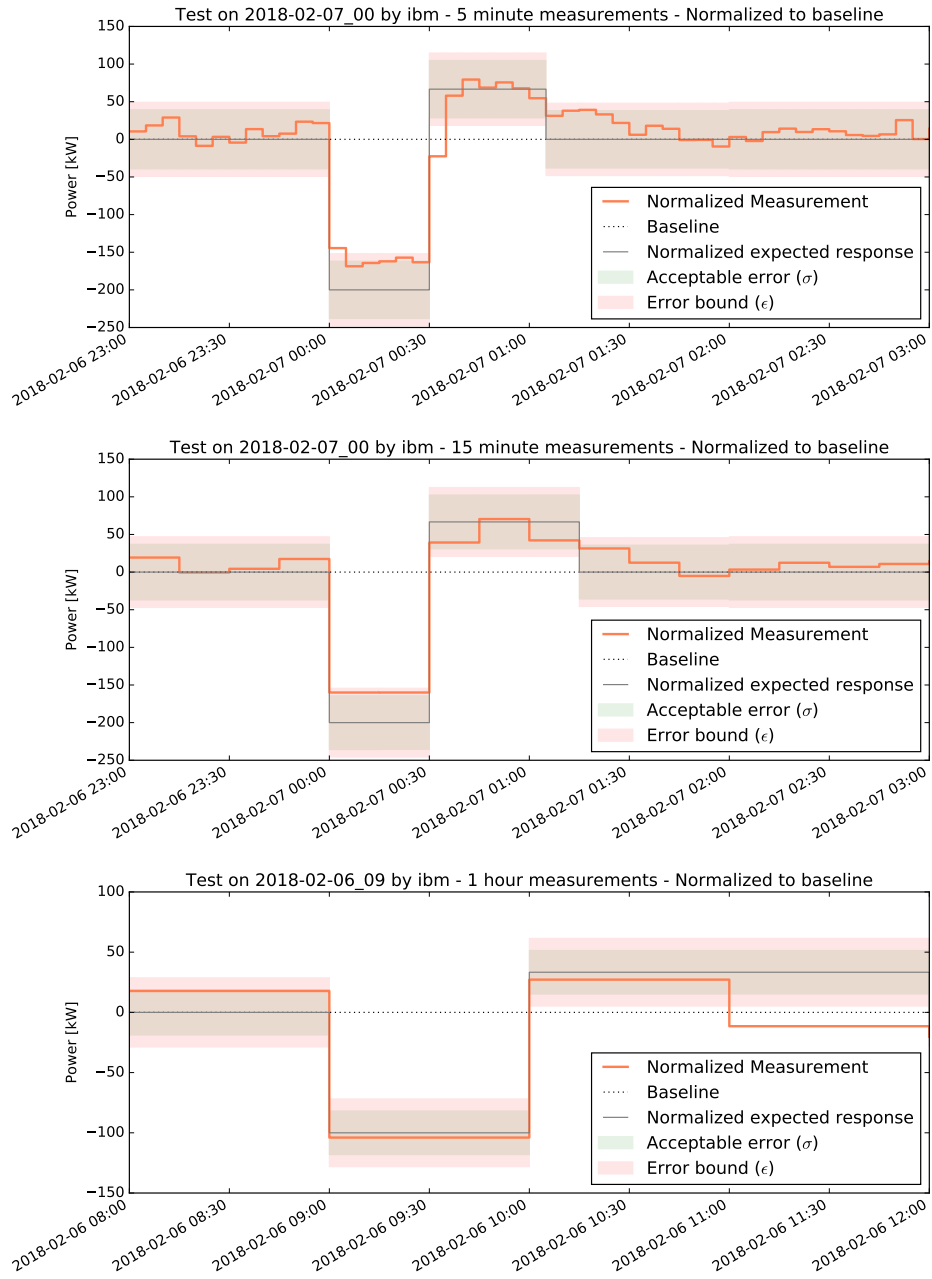 Test on 2018-02-07_00 by ibm - 5 minute measurements - Normalized to baseline
150
100
50
0
−50
−100
−150
−200
−250
Power [kW]
Normalized Measurement
Baseline
Normalized expected response
Acceptable error (σ)
Error bound (ϵ)
2018-02-06 23:00
2018-02-06 23:30
2018-02-07 00:00
2018-02-07 00:30
2018-02-07 01:00
2018-02-07 01:30
2018-02-07 02:00
2018-02-07 02:30
2018-02-07 03:00
Test on 2018-02-07_00 by ibm - 15 minute measurements - Normalized to baseline
150
100
50
0
−50
−100
−150
−200
−250
Power [kW]
Normalized Measurement
Baseline
Normalized expected response
Acceptable error (σ)
Error bound (ϵ)
2018-02-06 23:00
2018-02-06 23:30
2018-02-07 00:00
2018-02-07 00:30
2018-02-07 01:00
2018-02-07 01:30
2018-02-07 02:00
2018-02-07 02:30
2018-02-07 03:00
Test on 2018-02-06_09 by ibm - 1 hour measurements - Normalized to baseline
100
50
0
−50
−100
−150
Power [kW]
Normalized Measurement
Baseline
Normalized expected response
Acceptable error (σ)
Error bound (ϵ)
2018-02-06 08:00
2018-02-06 08:30
2018-02-06 09:00
2018-02-06 09:30
2018-02-06 10:00
2018-02-06 10:30
2018-02-06 11:00
2018-02-06 11:30
2018-02-06 12:00